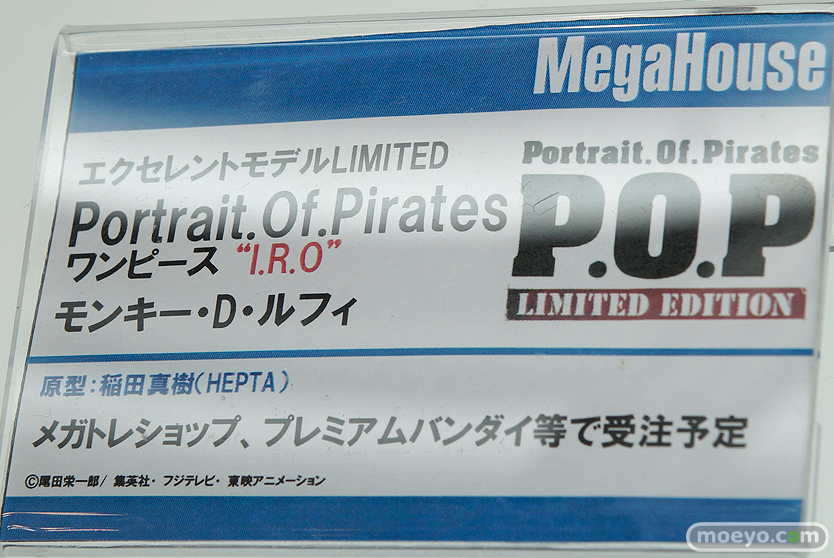 MegaHouse
エクセレントモデルLIMITED
Portrait.Of.Pirates
ワンピース “I.R.O”
モンキー・D・ルフィ
Portrait.Of.Pirates
P.O.P
LIMITED EDITION
原型:稲田真樹(HEPTA)
メガトレショップ、プレミアムバンダイ等で受注予定
©尾田栄一郎/ 集英社・フジテレビ・東映アニメーション
moeyo.com